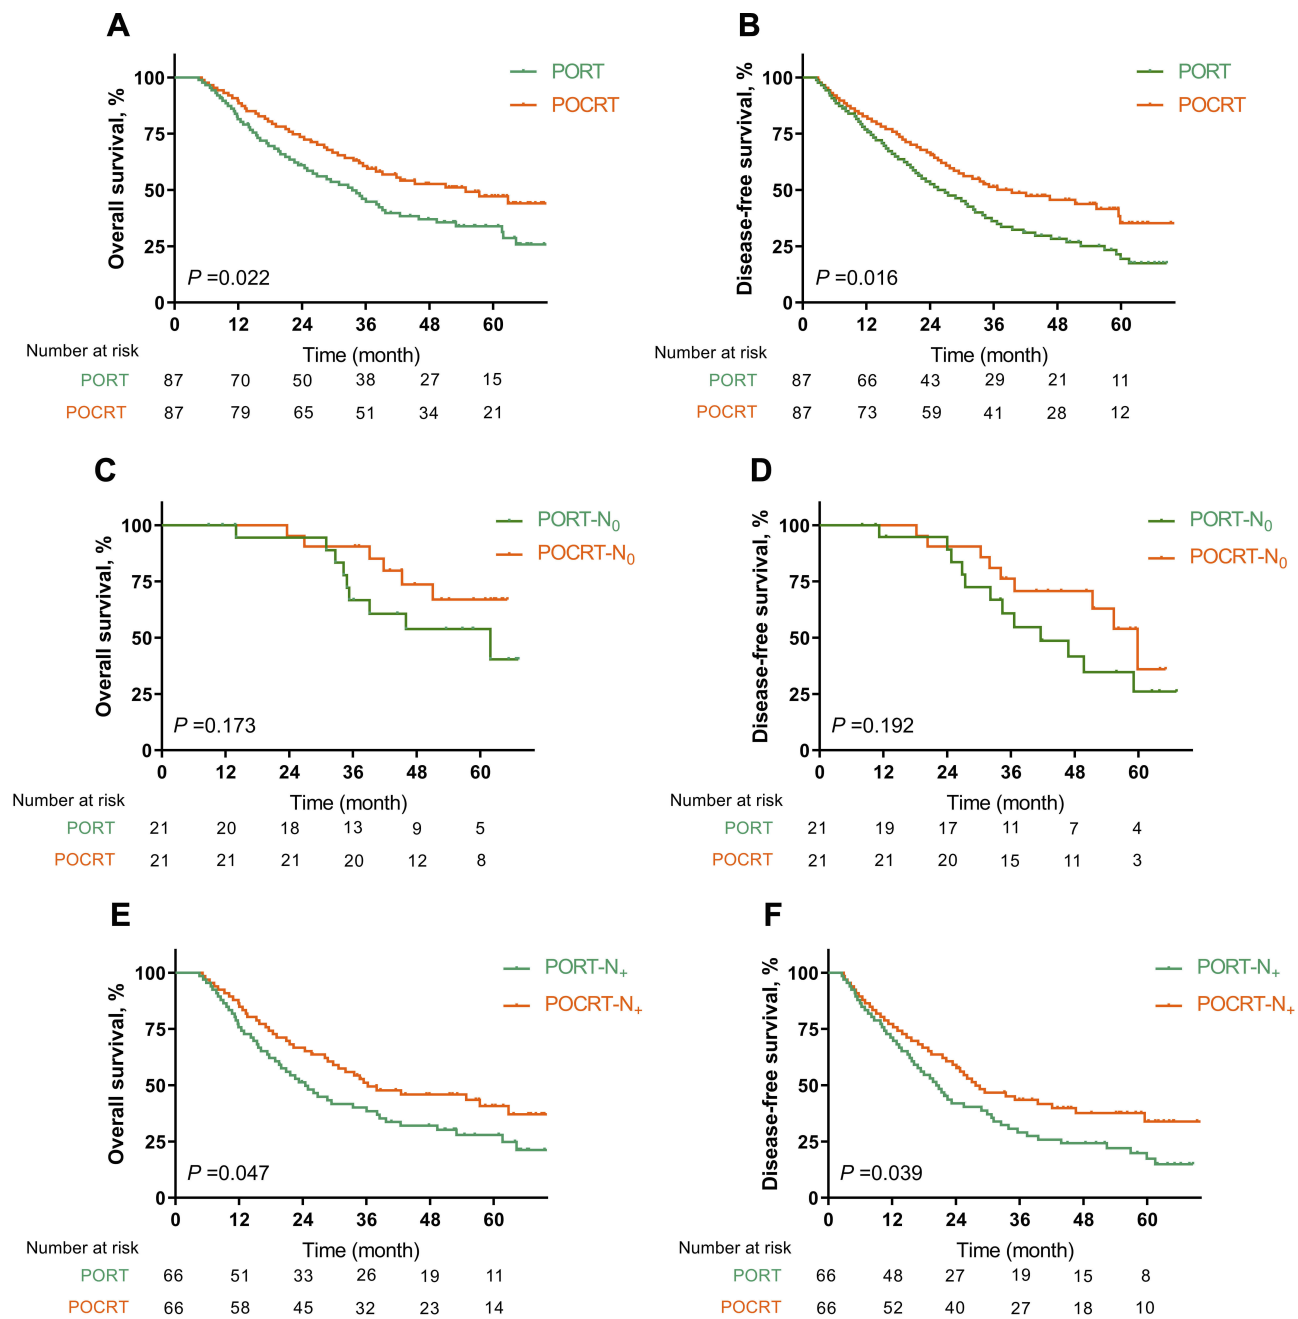 A
Overall survival, %
100
75
50
25
0
PORT
POCRT
P =0.022
0 12 24 36 48 60
Number at risk
Time (month)
PORT 87 70 50 38 27 15
POCRT 87 79 65 51 34 21
B
Disease-free survival, %
100
75
50
25
0
PORT
POCRT
P =0.016
0 12 24 36 48 60
Number at risk
Time (month)
PORT 87 66 43 29 21 11
POCRT 87 73 59 41 28 12
C
Overall survival, %
100
75
50
25
0
PORT-N0
POCRT-N0
P =0.173
0 12 24 36 48 60
Number at risk
Time (month)
PORT 21 20 18 13 9 5
POCRT 21 21 21 20 12 8
D
Disease-free survival, %
100
75
50
25
0
PORT-N0
POCRT-N0
P =0.192
0 12 24 36 48 60
Number at risk
Time (month)
PORT 21 19 17 11 7 4
POCRT 21 21 20 15 11 3
E
Overall survival, %
100
75
50
25
0
PORT-N+
POCRT-N+
P =0.047
0 12 24 36 48 60
Number at risk
Time (month)
PORT 66 51 33 26 19 11
POCRT 66 58 45 32 23 14
F
Disease-free survival, %
100
75
50
25
0
PORT-N+
POCRT-N+
P =0.039
0 12 24 36 48 60
Number at risk
Time (month)
PORT 66 48 27 19 15 8
POCRT 66 52 40 27 18 10